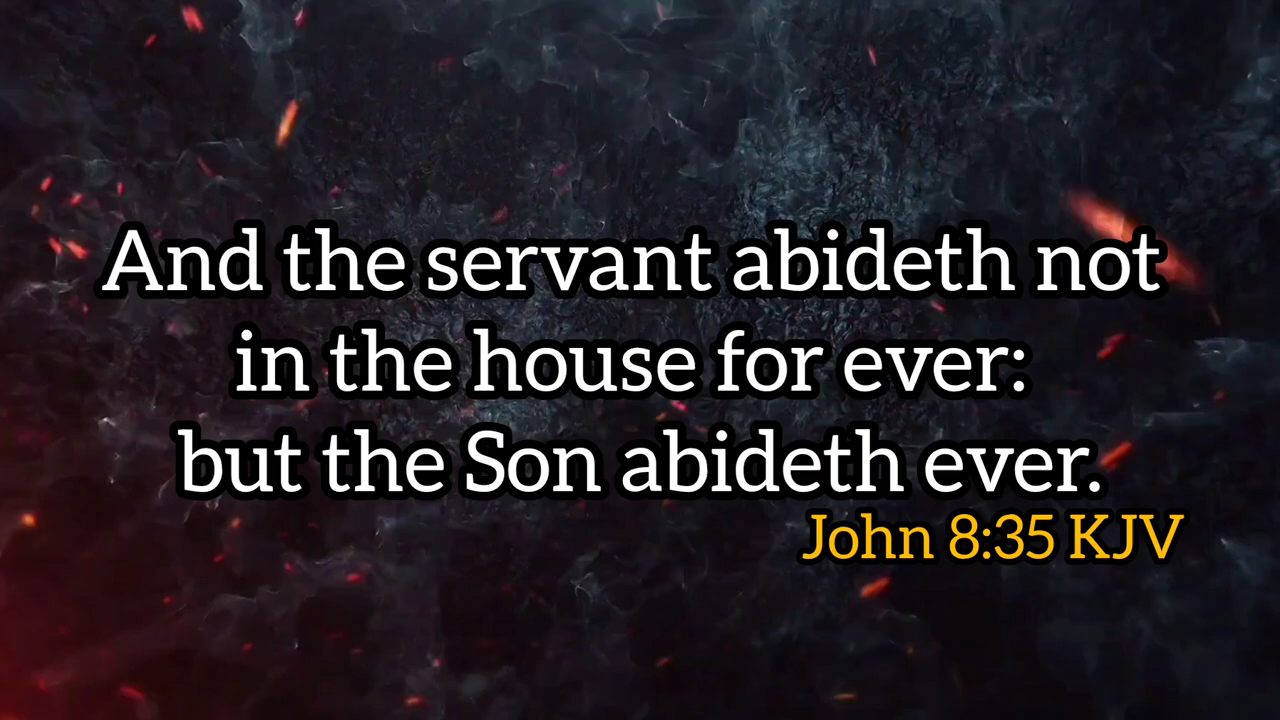 And the servant abideth not
in the house for ever:
but the Son abideth ever.
John 8:35 KJV